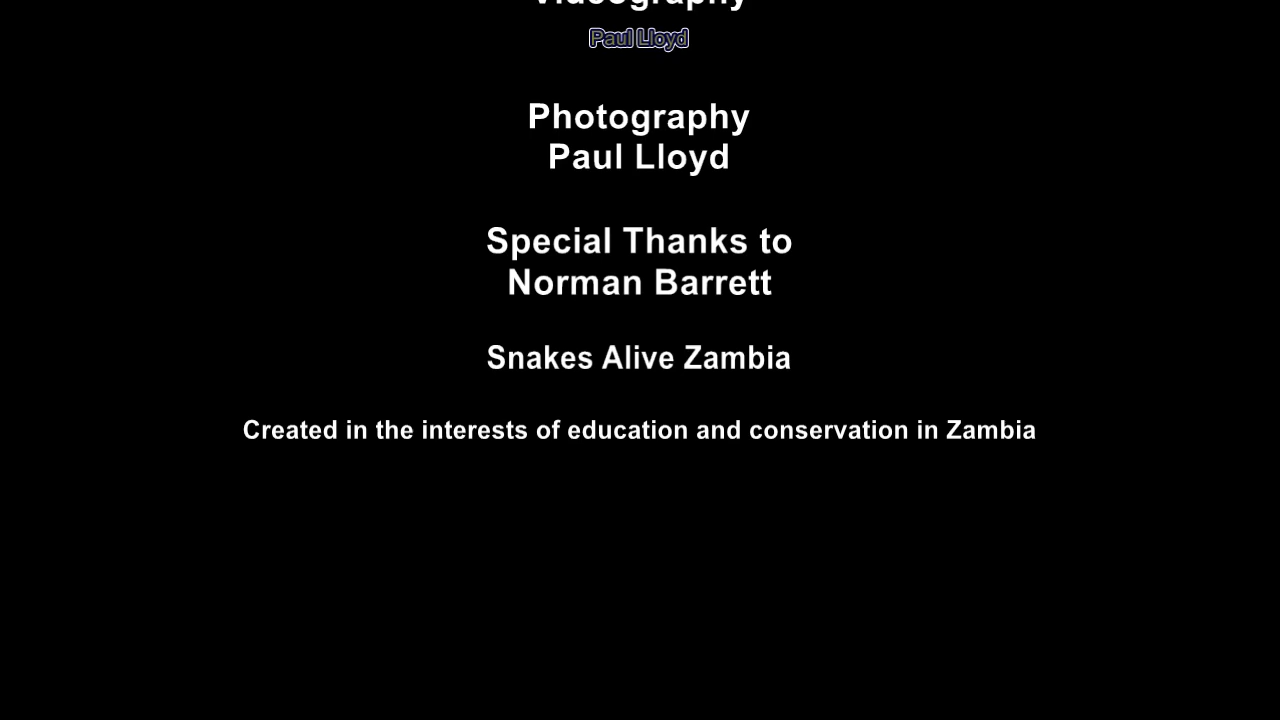 Videography
Paul Lloyd
Photography
Paul Lloyd
Special Thanks to
Norman Barrett
Snakes Alive Zambia
Created in the interests of education and conservation in Zambia